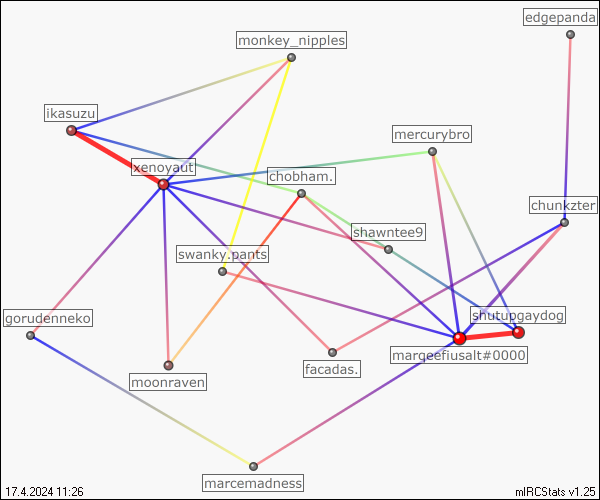 edgepanda
monkey_nipples
ikasuzu
mercurybro
xenoyaut
chobham.
chunkzter
shawntee9
swanky.pants
gorudenneko
shutupgaydog
marqeefiusalt#0000
facadas.
moonraven
marcemadness
17.4.2024 11:26
mIRCStats v1.25